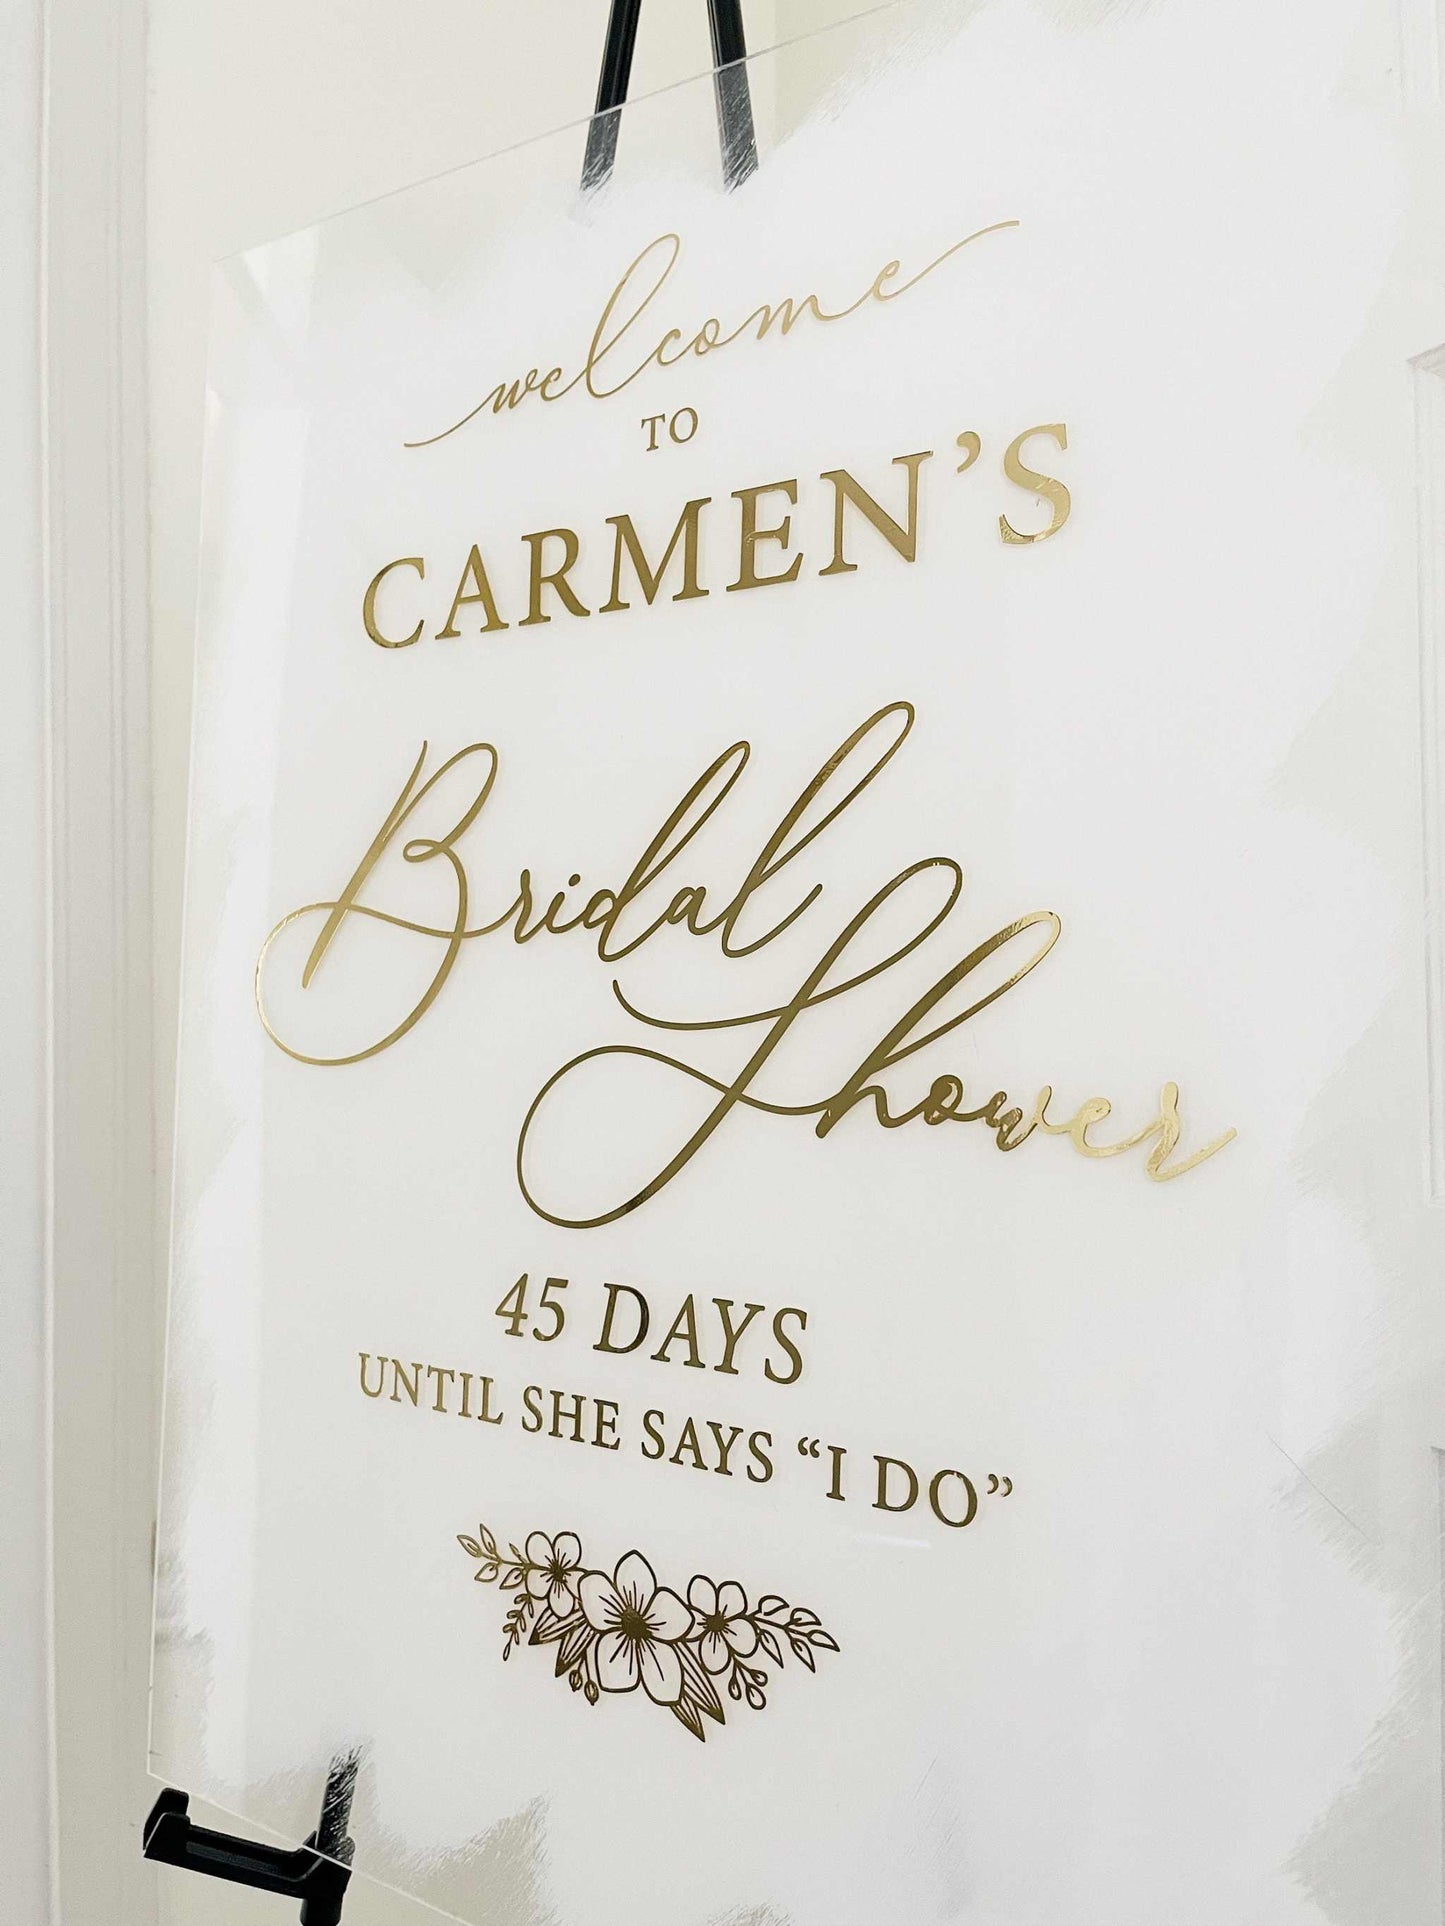 welcome
TO
CARMEN’S
Bridal
Shower
45 DAYS
UNTIL SHE SAYS “I DO”